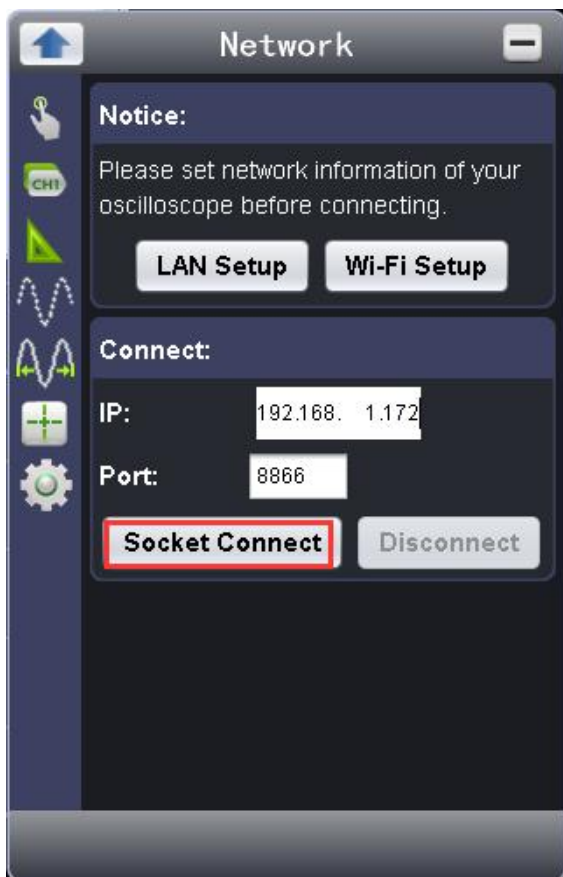 Network
Notice:
CH1
Please set network information of your
oscilloscope before connecting.
LAN Setup Wi-Fi Setup
Connect:
IP: 192.168. 1.172
Port: 8866
Socket Connect Disconnect